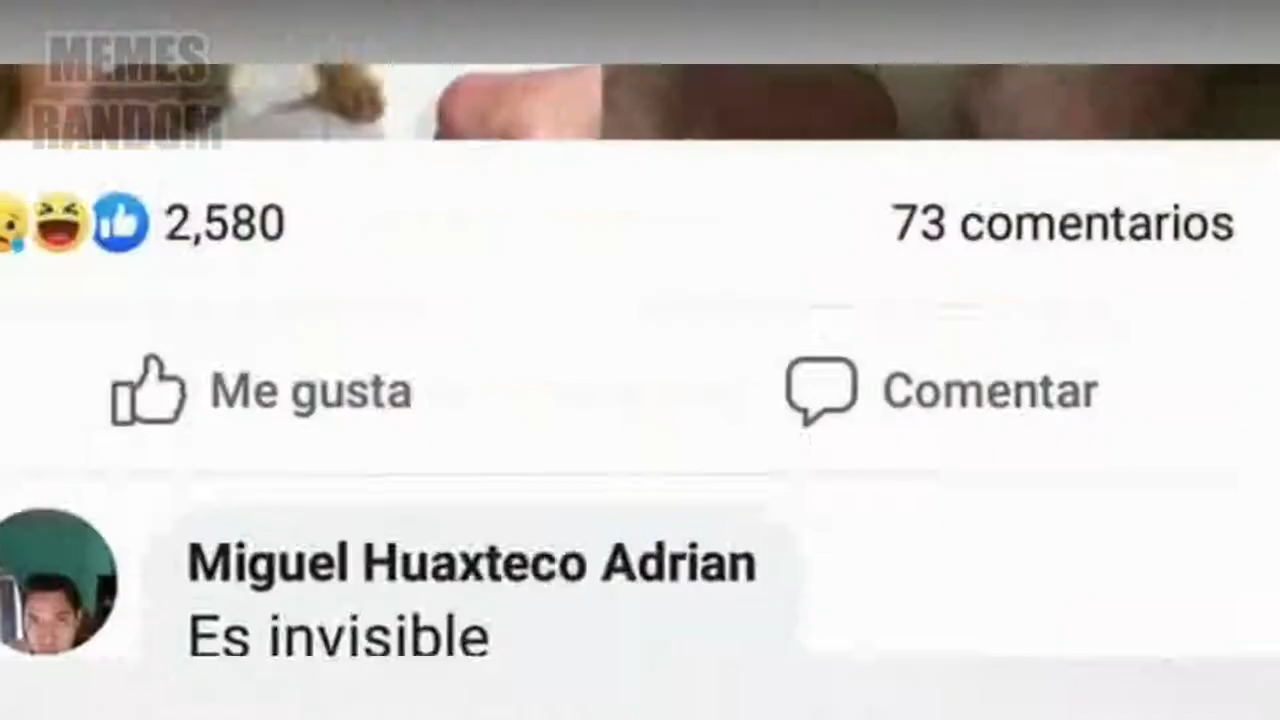 MEMES
RANDOM
2,580
73 comentarios
Me gusta
Comentar
Miguel Huaxteco Adrian
Es invisible